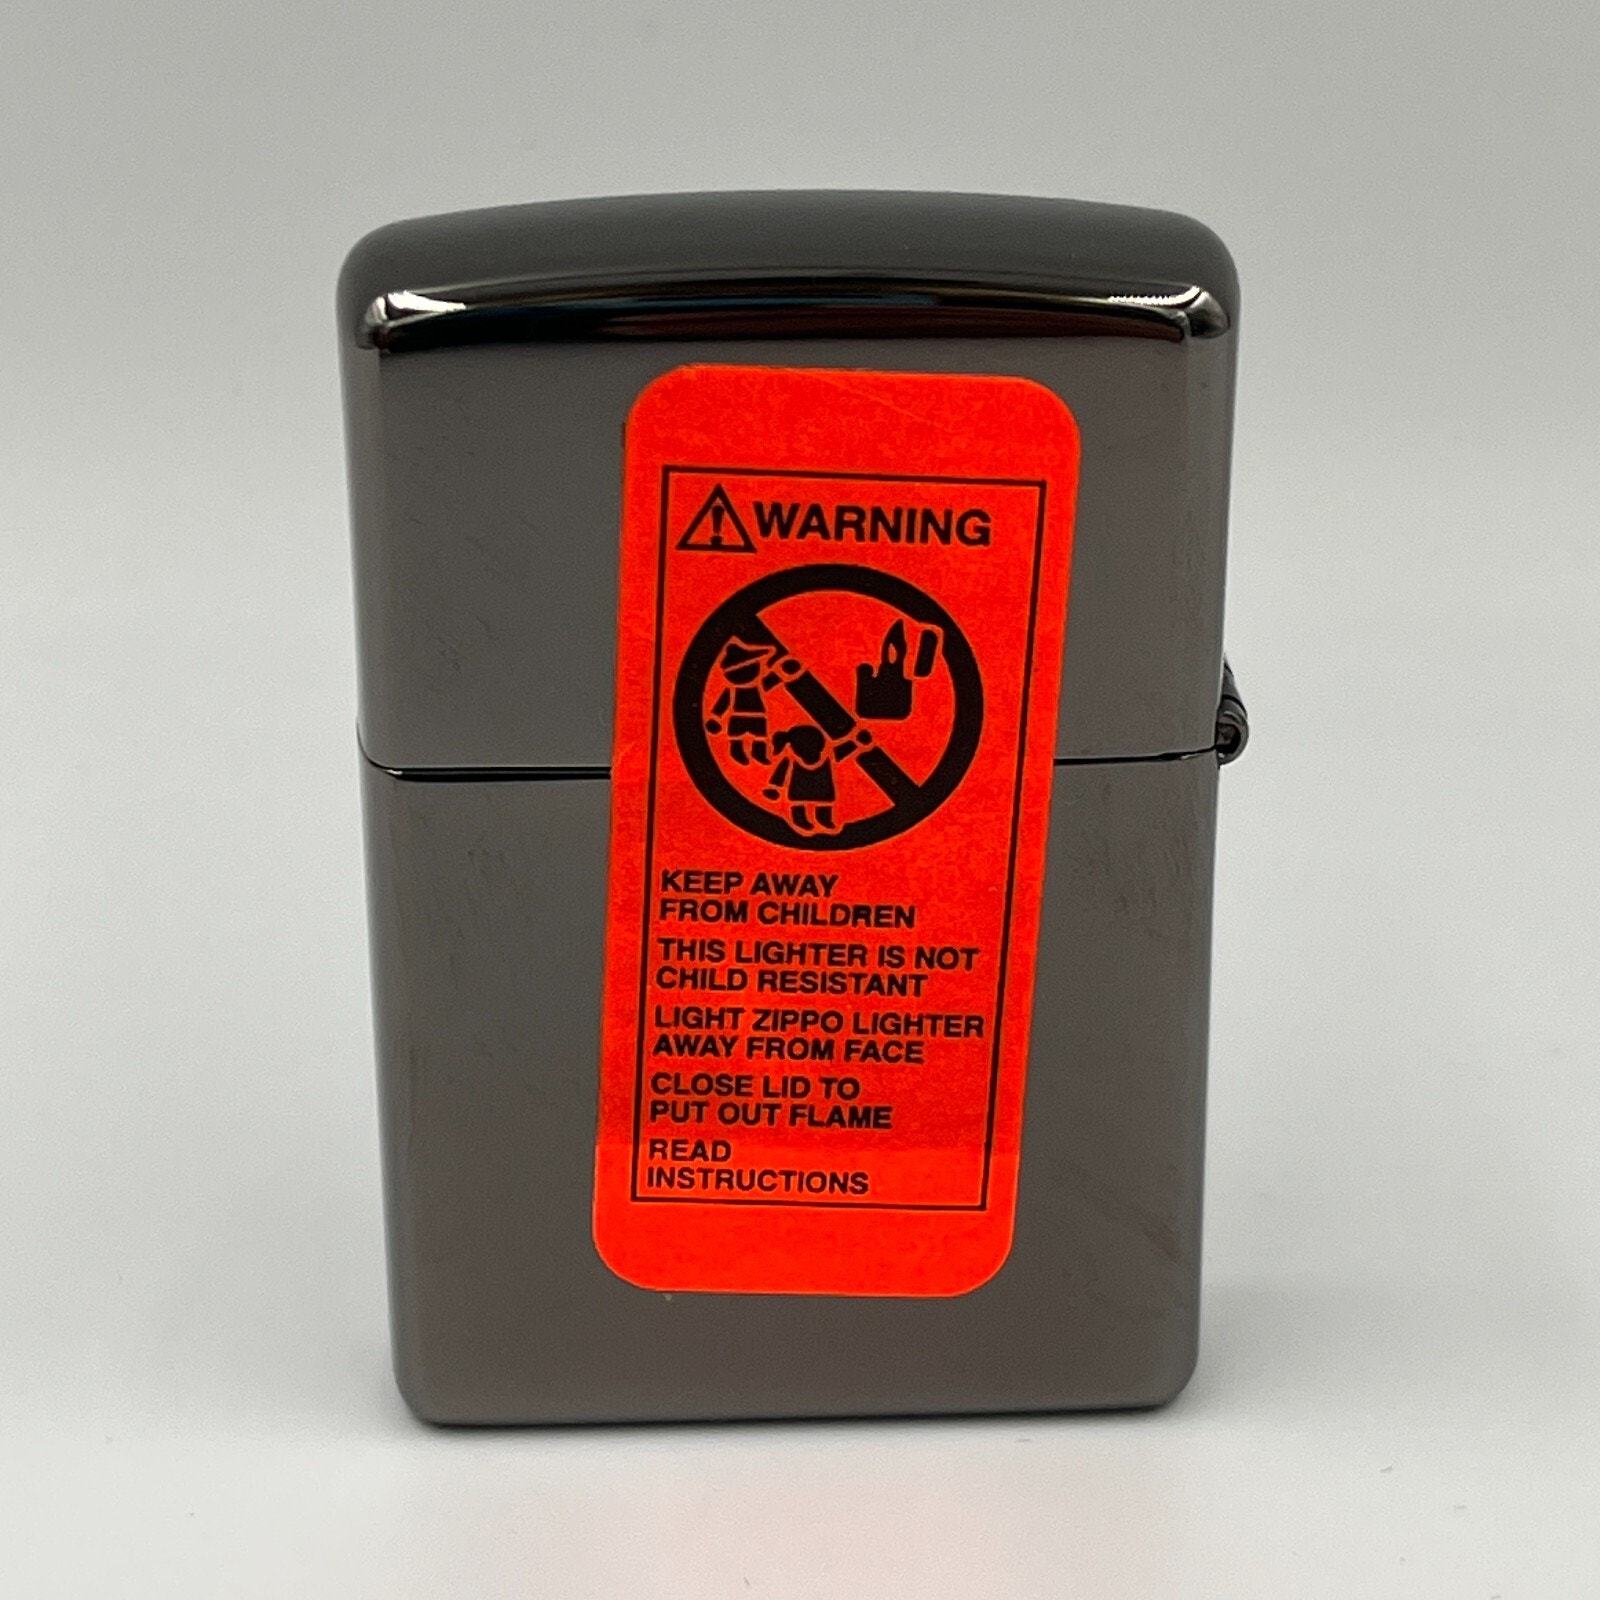 WARNING
KEEP AWAY
FROM CHILDREN
THIS LIGHTER IS NOT
CHILD RESISTANT
LIGHT ZIPPO LIGHTER
AWAY FROM FACE
CLOSE LID TO
PUT OUT FLAME
READ
INSTRUCTIONS